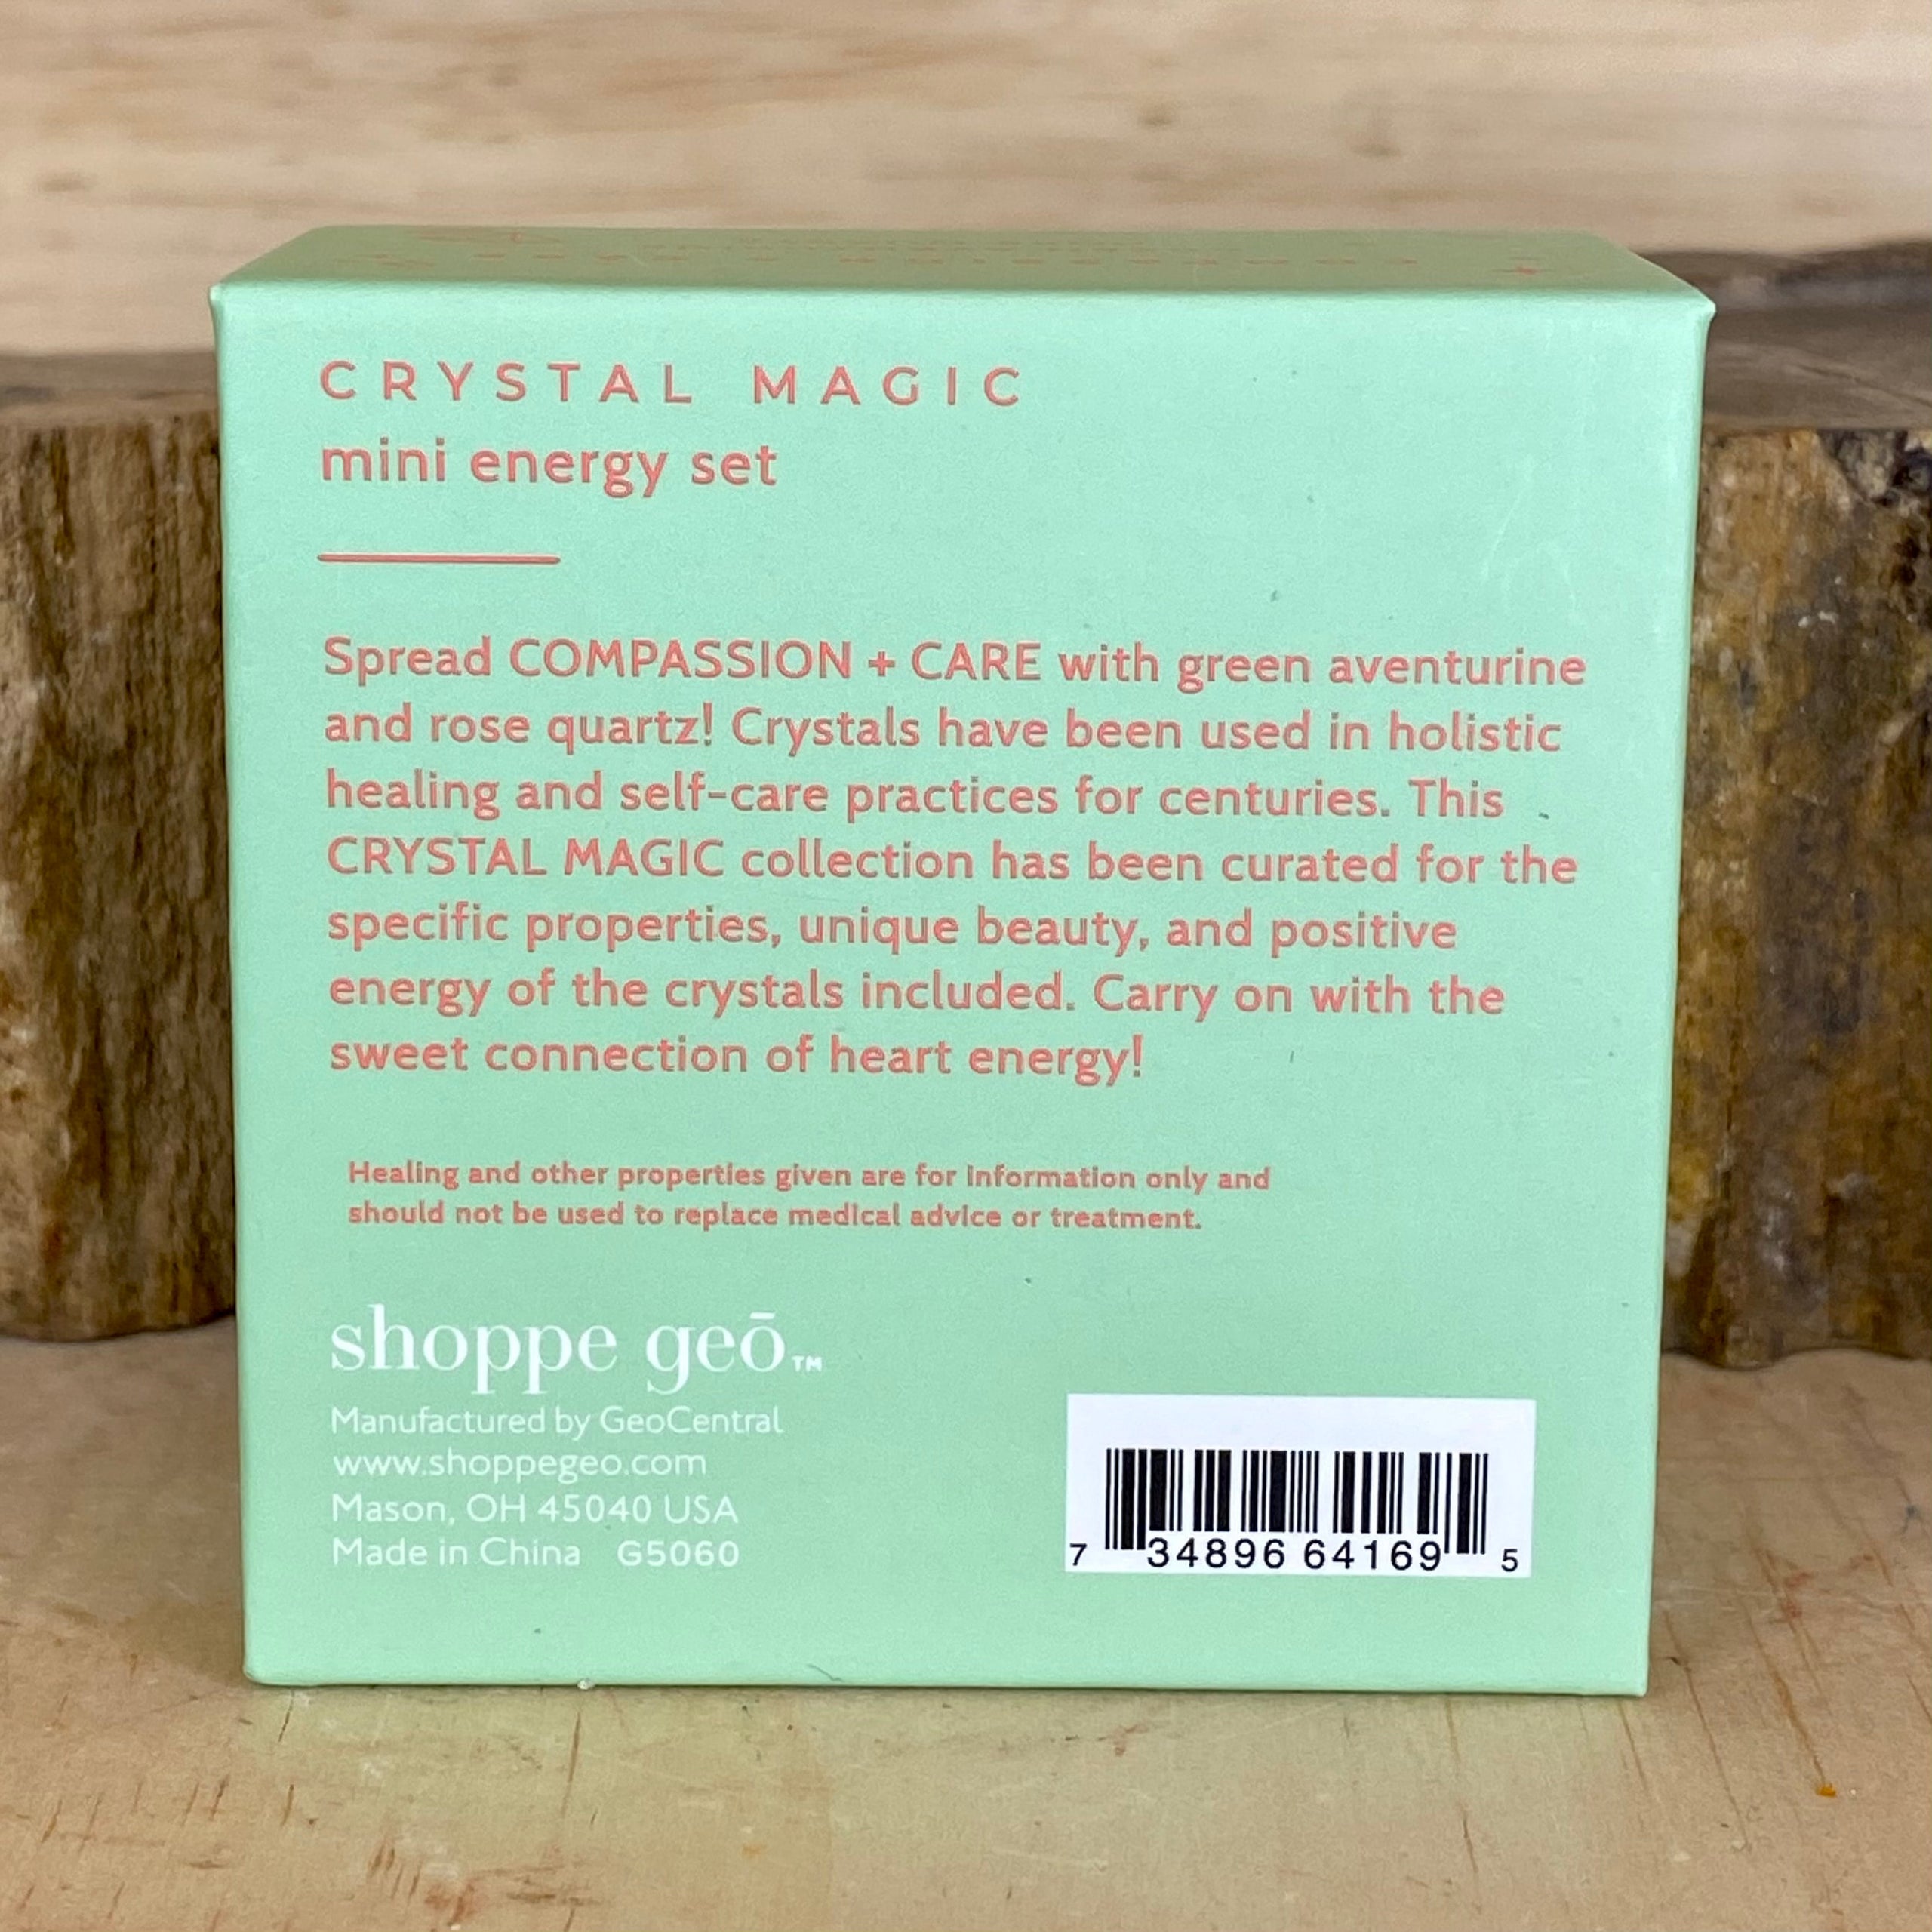 CRYSTAL MAGIC
mini energy set
Spread COMPASSION + CARE with green aventurine
and rose quartz! Crystals have been used in holistic
healing and self-care practices for centuries. This
CRYSTAL MAGIC collection has been curated for the
specific properties, unique beauty, and positive
energy of the crystals included. Carry on with the
sweet connection of heart energy!
Healing and other properties given are for information only and
should not be used to replace medical advice or treatment.
shoppe geō™
Manufactured by GeoCentral
www.shoppegeo.com
Mason, OH 45040 USA
Made in China G5060
7 34896 64169 5